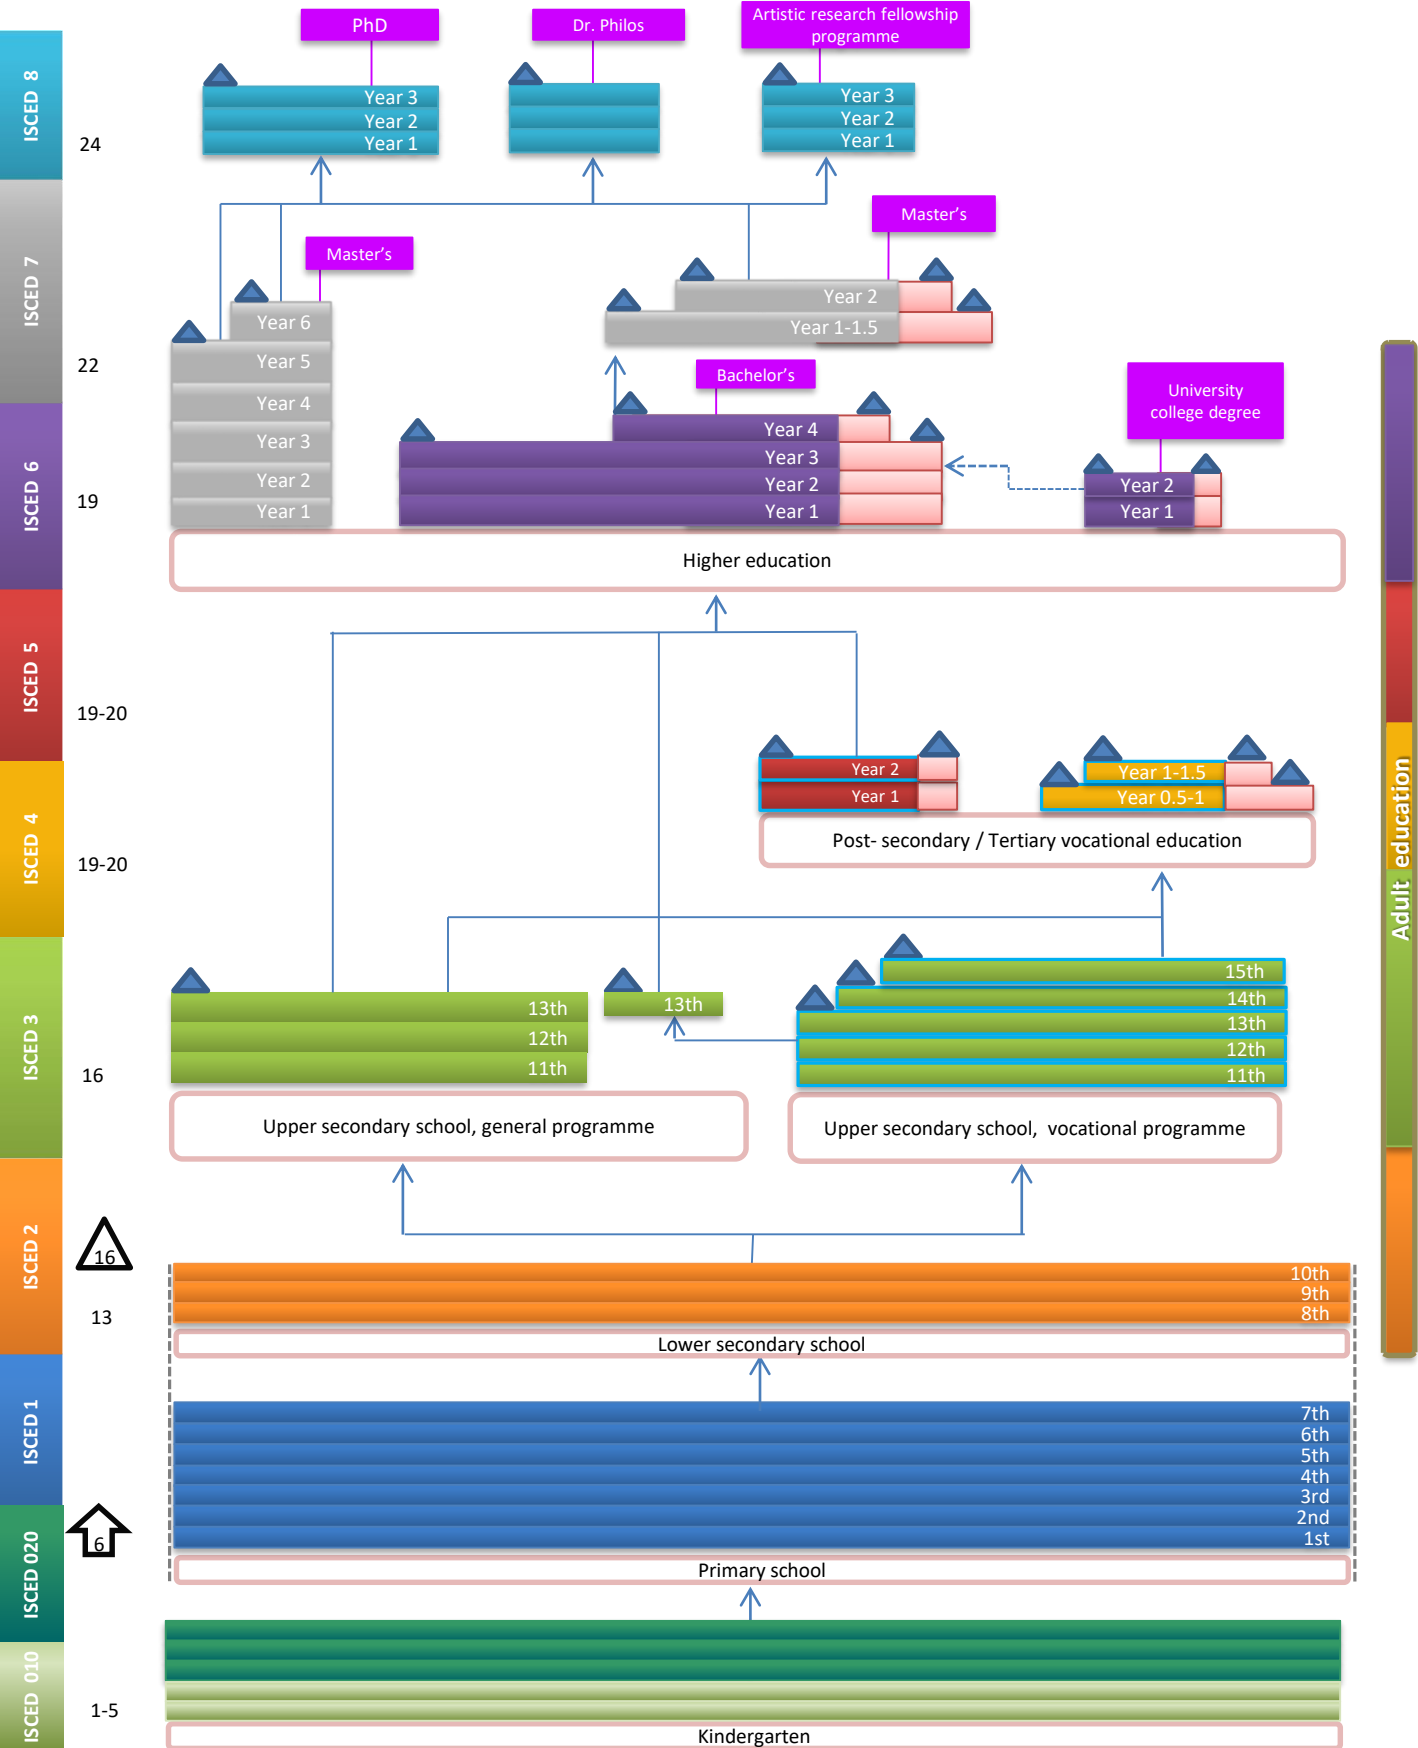 PhD
Dr. Philos
Artistic research fellowship
programme
ISCED 8
24
Year 3
Year 2
Year 1
Year 3
Year 2
Year 1
ISCED 7
22
Master's
Year 6
Year 5
Year 4
Year 3
Year 2
Year 1
Master's
Year 2
Year 1-1.5
ISCED 6
19
Bachelor's
Year 4
Year 3
Year 2
Year 1
University
college degree
Year 2
Year 1
Higher education
ISCED 5
19-20
Year 2
Year 1
Year 1-1.5
Year 0.5-1
Post- secondary / Tertiary vocational education
ISCED 4
19-20
Adult education
ISCED 3
16
13th
12th
11th
13th
15th
14th
13th
12th
11th
Upper secondary school, general programme
Upper secondary school, vocational programme
ISCED 2
16
13
10th
9th
8th
Lower secondary school
ISCED 1
7th
6th
5th
4th
3rd
2nd
1st
6
Primary school
ISCED 020
ISCED 010
1-5
Kindergarten